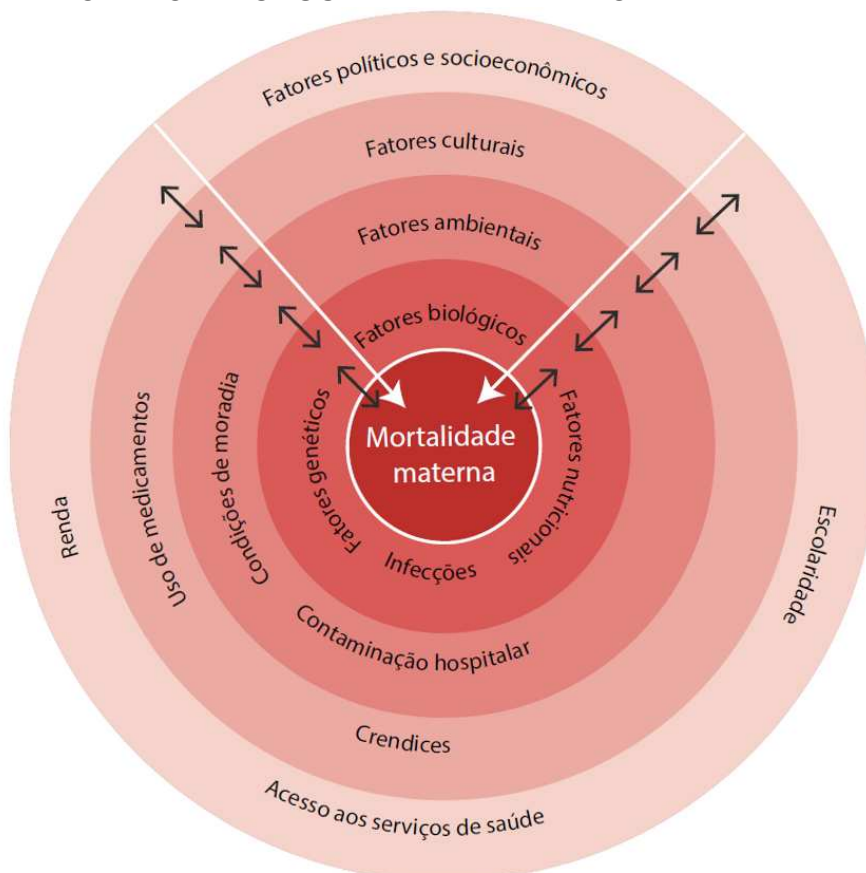 Fatores políticos e socioeconômicos
Fatores culturais
Fatores ambientais
Fatores biológicos
Mortalidade
materna
Fatores genéticos
Infecções
Fatores nutricionais
Condições de moradia
Contaminação hospitalar
Uso de medicamentos
Crendices
Renda
Acesso aos serviços de saúde
Escolaridade